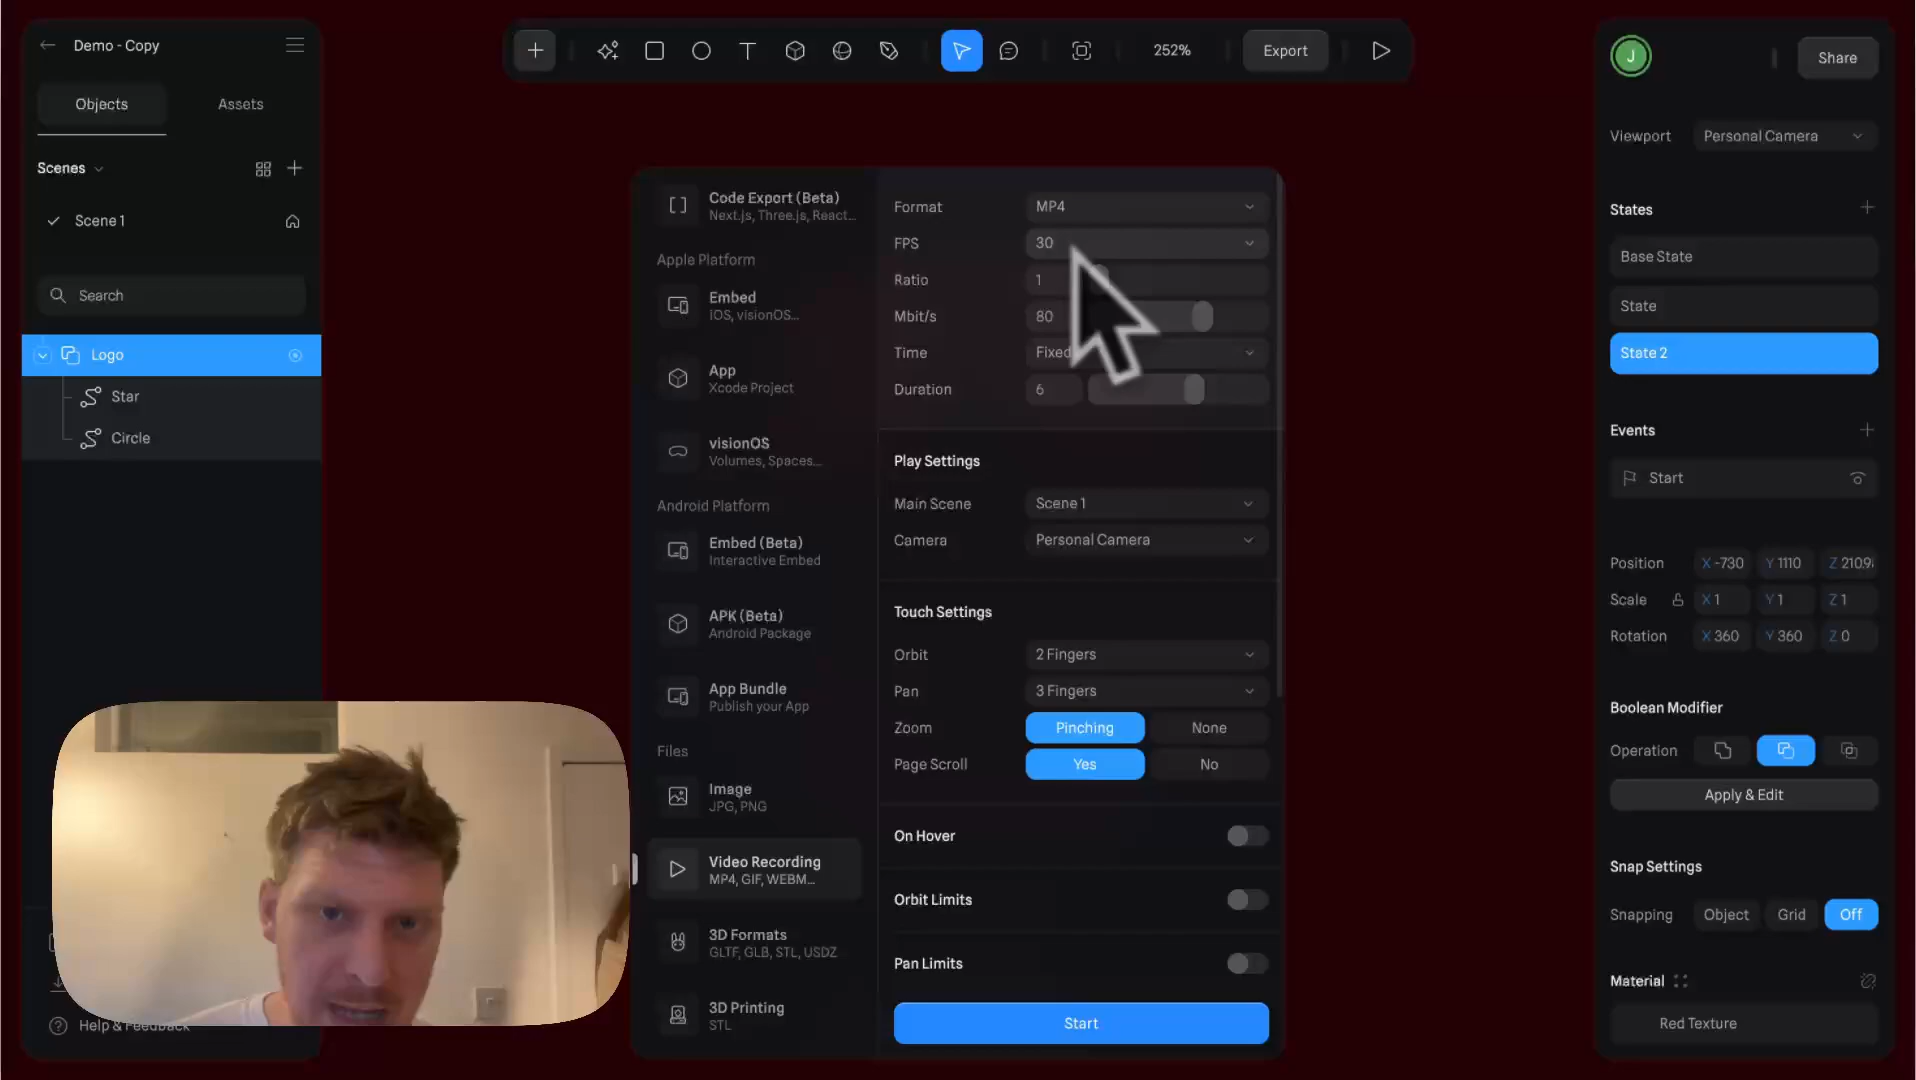 Demo - Copy
Objects
Assets
Scenes
Scene 1
Search
Logo
Star
Circle
Help & Feedback
252%
Export
Code Export (Beta)
Next.js, Three.js, React...
Apple Platform
Embed
iOS, visionOS...
App
Xcode Project
visionOS
Volumes, Spaces...
Android Platform
Embed (Beta)
Interactive Embed
APK (Beta)
Android Package
App Bundle
Publish your App
Files
Image
JPG, PNG
Video Recording
MP4, GIF, WEBM...
3D Formats
GLTF, GLB, STL, USDZ
3D Printing
STL
Format MP4
FPS 30
Ratio 1
Mbit/s 80
Time Fixed
Duration 6
Play Settings
Main Scene Scene 1
Camera Personal Camera
Touch Settings
Orbit 2 Fingers
Pan 3 Fingers
Zoom Pinching None
Page Scroll Yes No
On Hover
Orbit Limits
Pan Limits
Start
J
Share
Viewport Personal Camera
States
Base State
State
State 2
Events
Start
Position X -730 Y 1110 Z 210.9
Scale X 1 Y 1 Z 1
Rotation X 360 Y 360 Z 0
Boolean Modifier
Operation
Apply & Edit
Snap Settings
Snapping Object Grid Off
Material
Red Texture